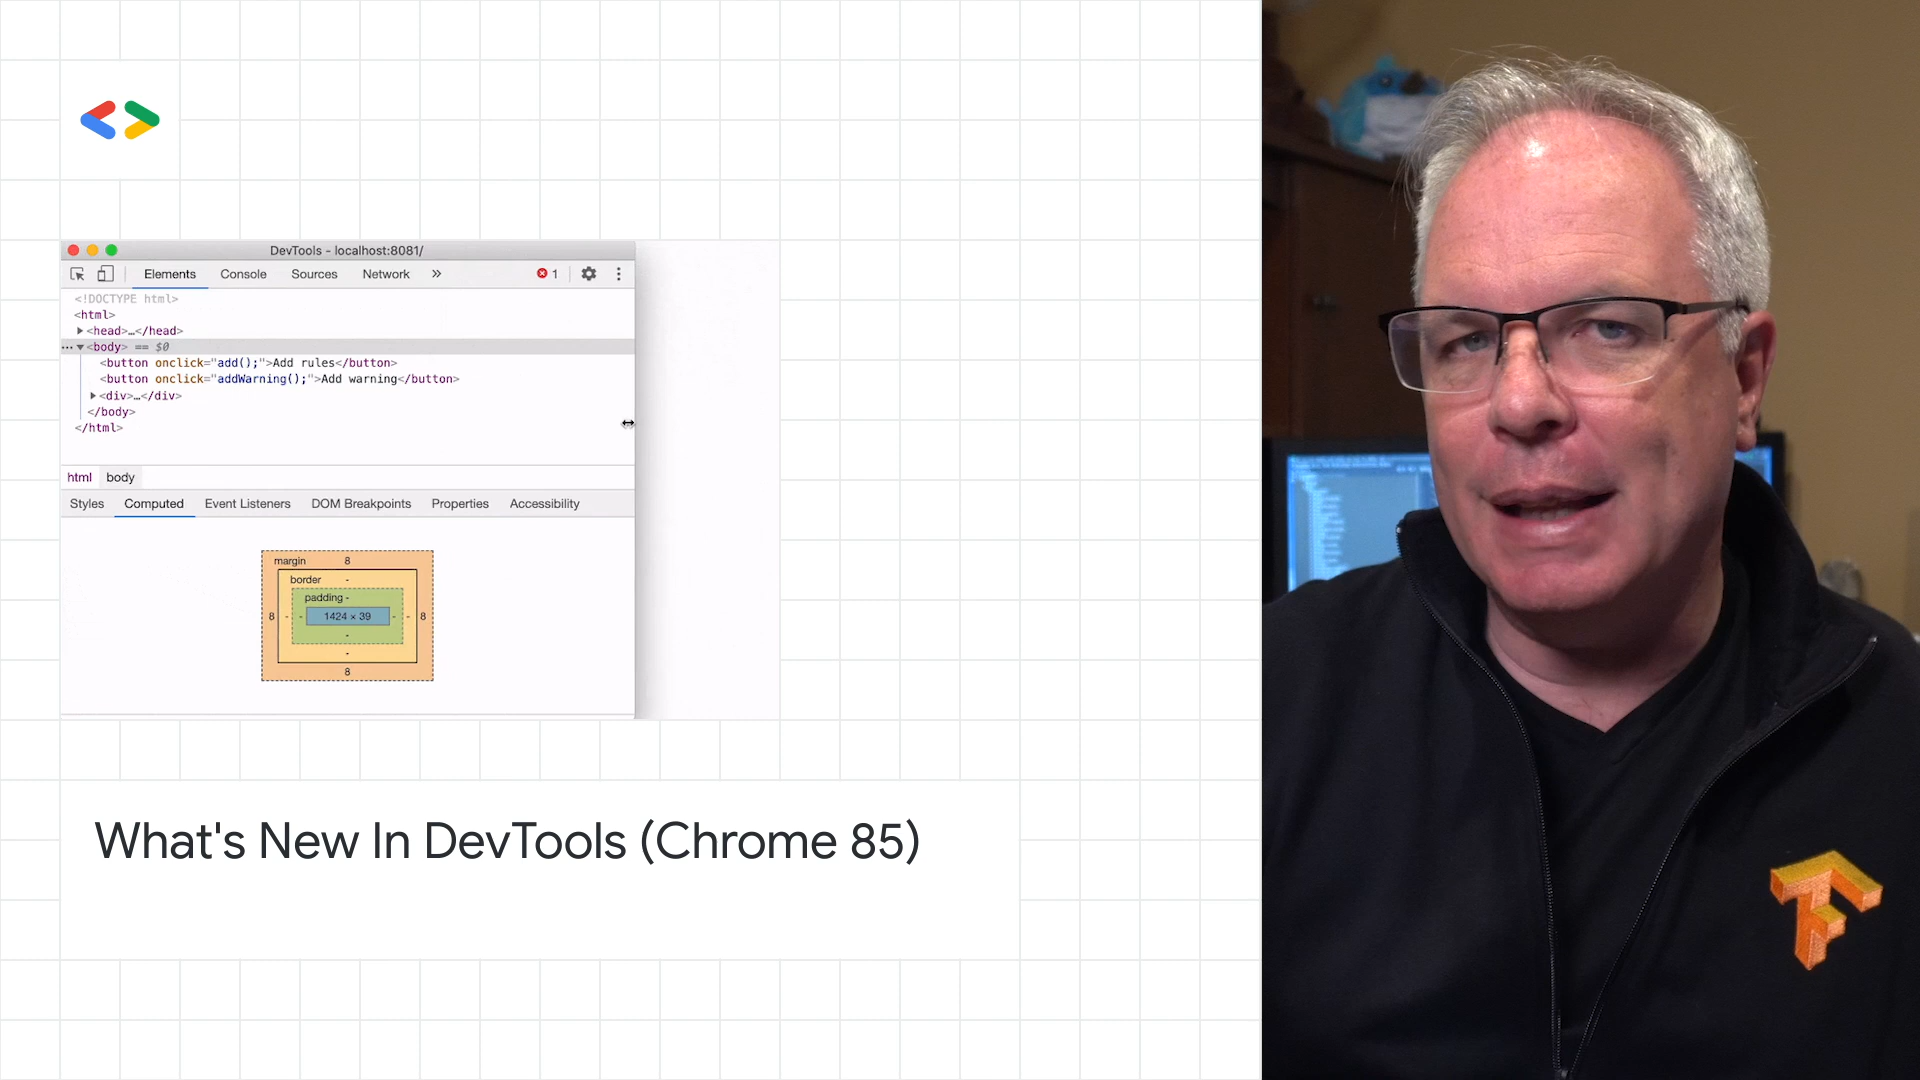 DevTools - localhost:8081/
Elements Console Sources Network » 1
<!DOCTYPE html>
<html>
<head>…</head>
<body> == $0
<button onclick="add();">Add rules</button>
<button onclick="addWarning();">Add warning</button>
<div>…</div>
</body>
</html>
html body
Styles Computed Event Listeners DOM Breakpoints Properties Accessibility
margin 8
border -
padding -
8 - - 1424 × 39 - - 8
-
-
8
What's New In DevTools (Chrome 85)